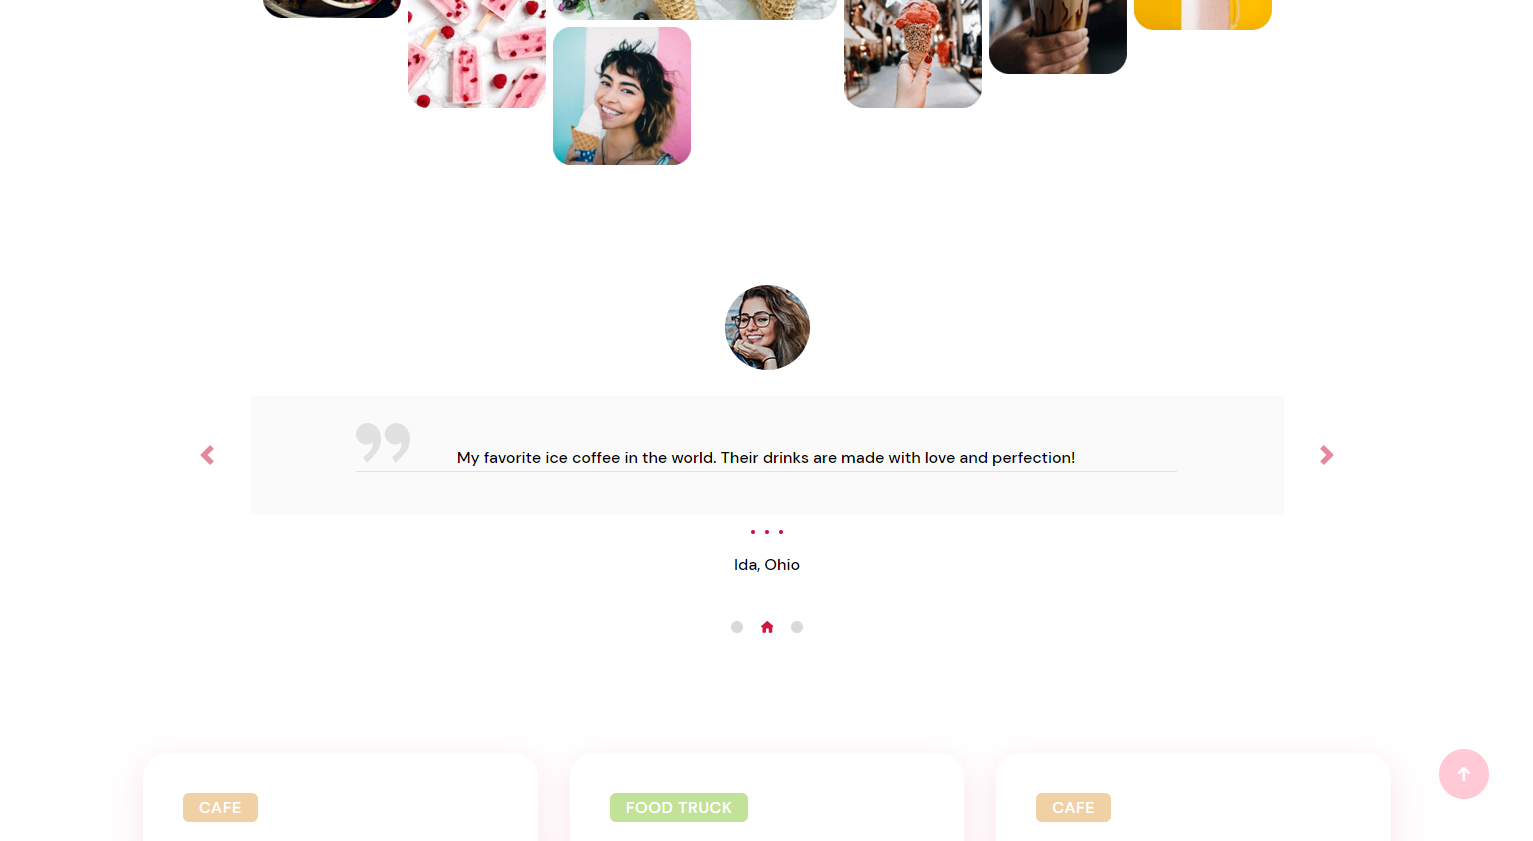 My favorite ice coffee in the world. Their drinks are made with love and perfection!
Ida, Ohio
CAFE
FOOD TRUCK
CAFE